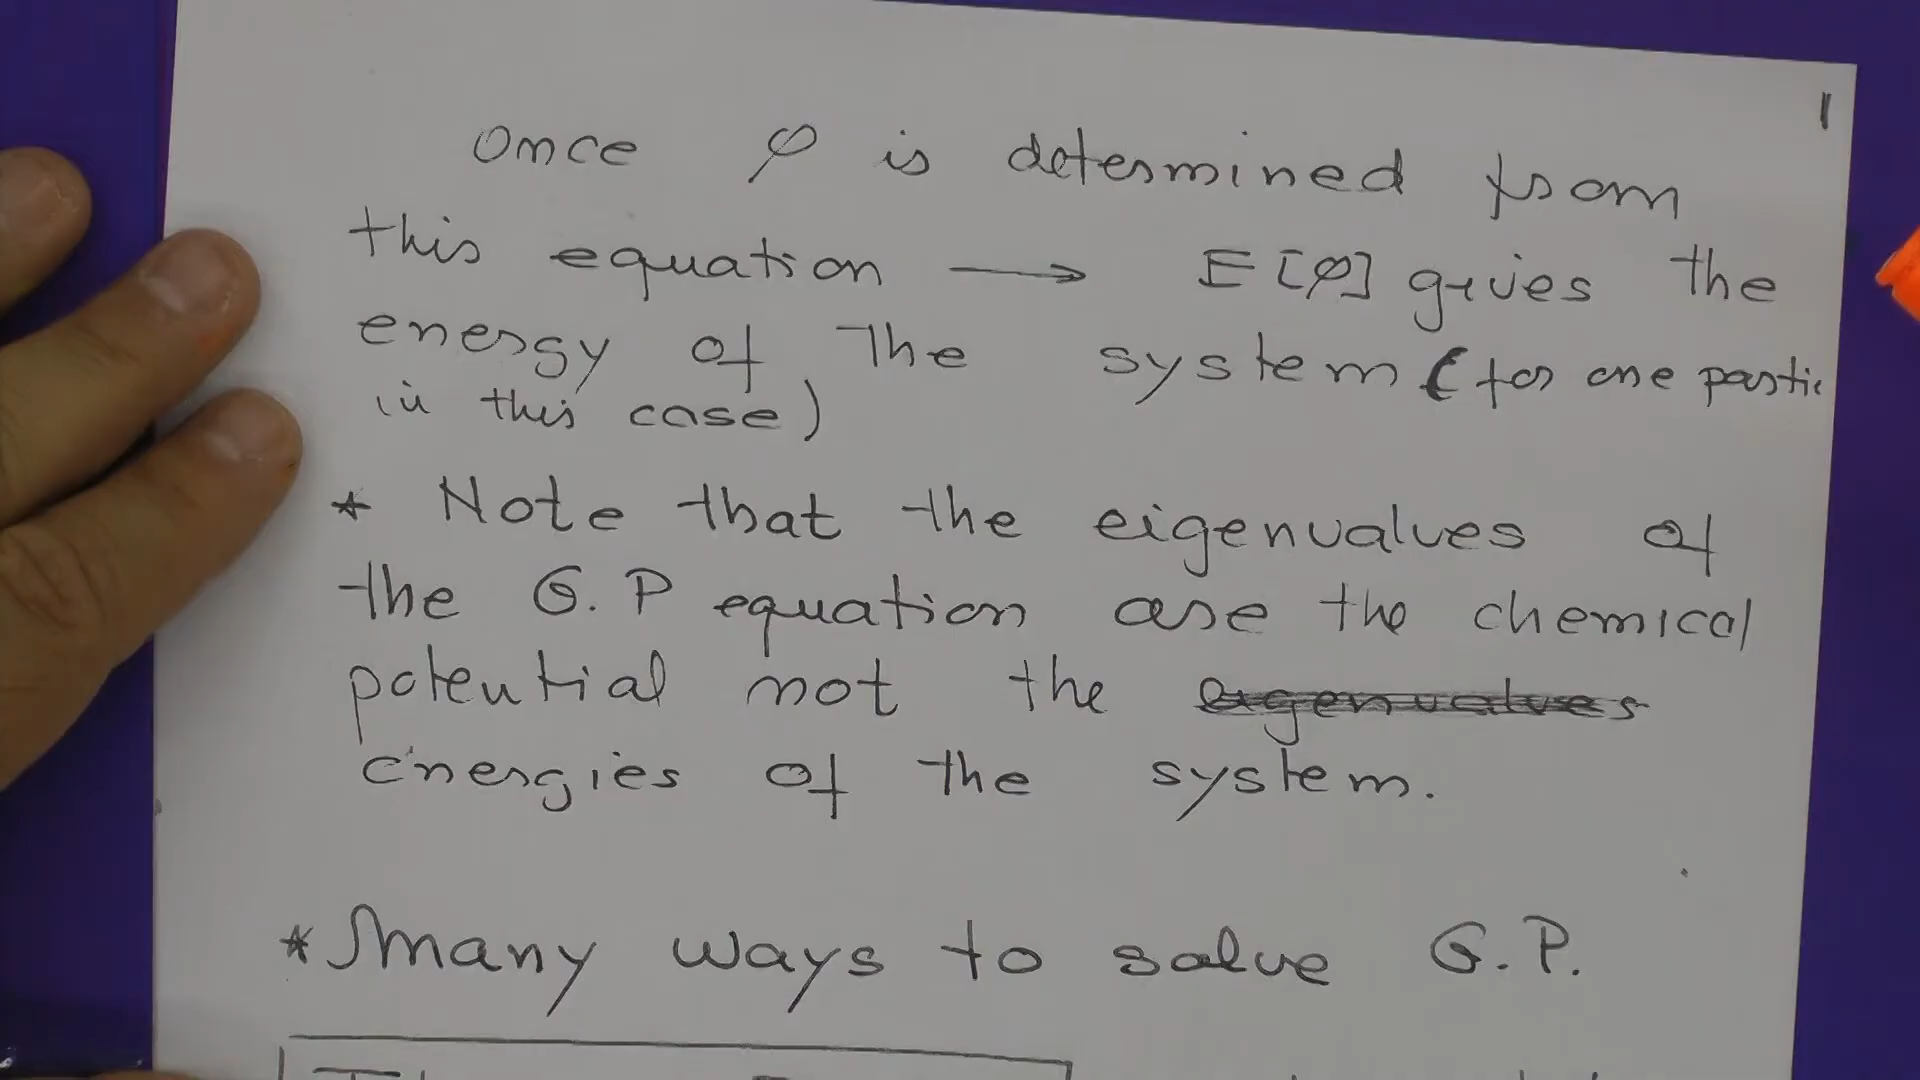 1
Once φ is determined from
this equation → E[φ] gives the
energy of the system (for one partic
in this case)
* Note that the eigenvalues of
the G.P equation are the chemical
potential not the eigenvalues
energies of the system.
* Many ways to solve G.P.